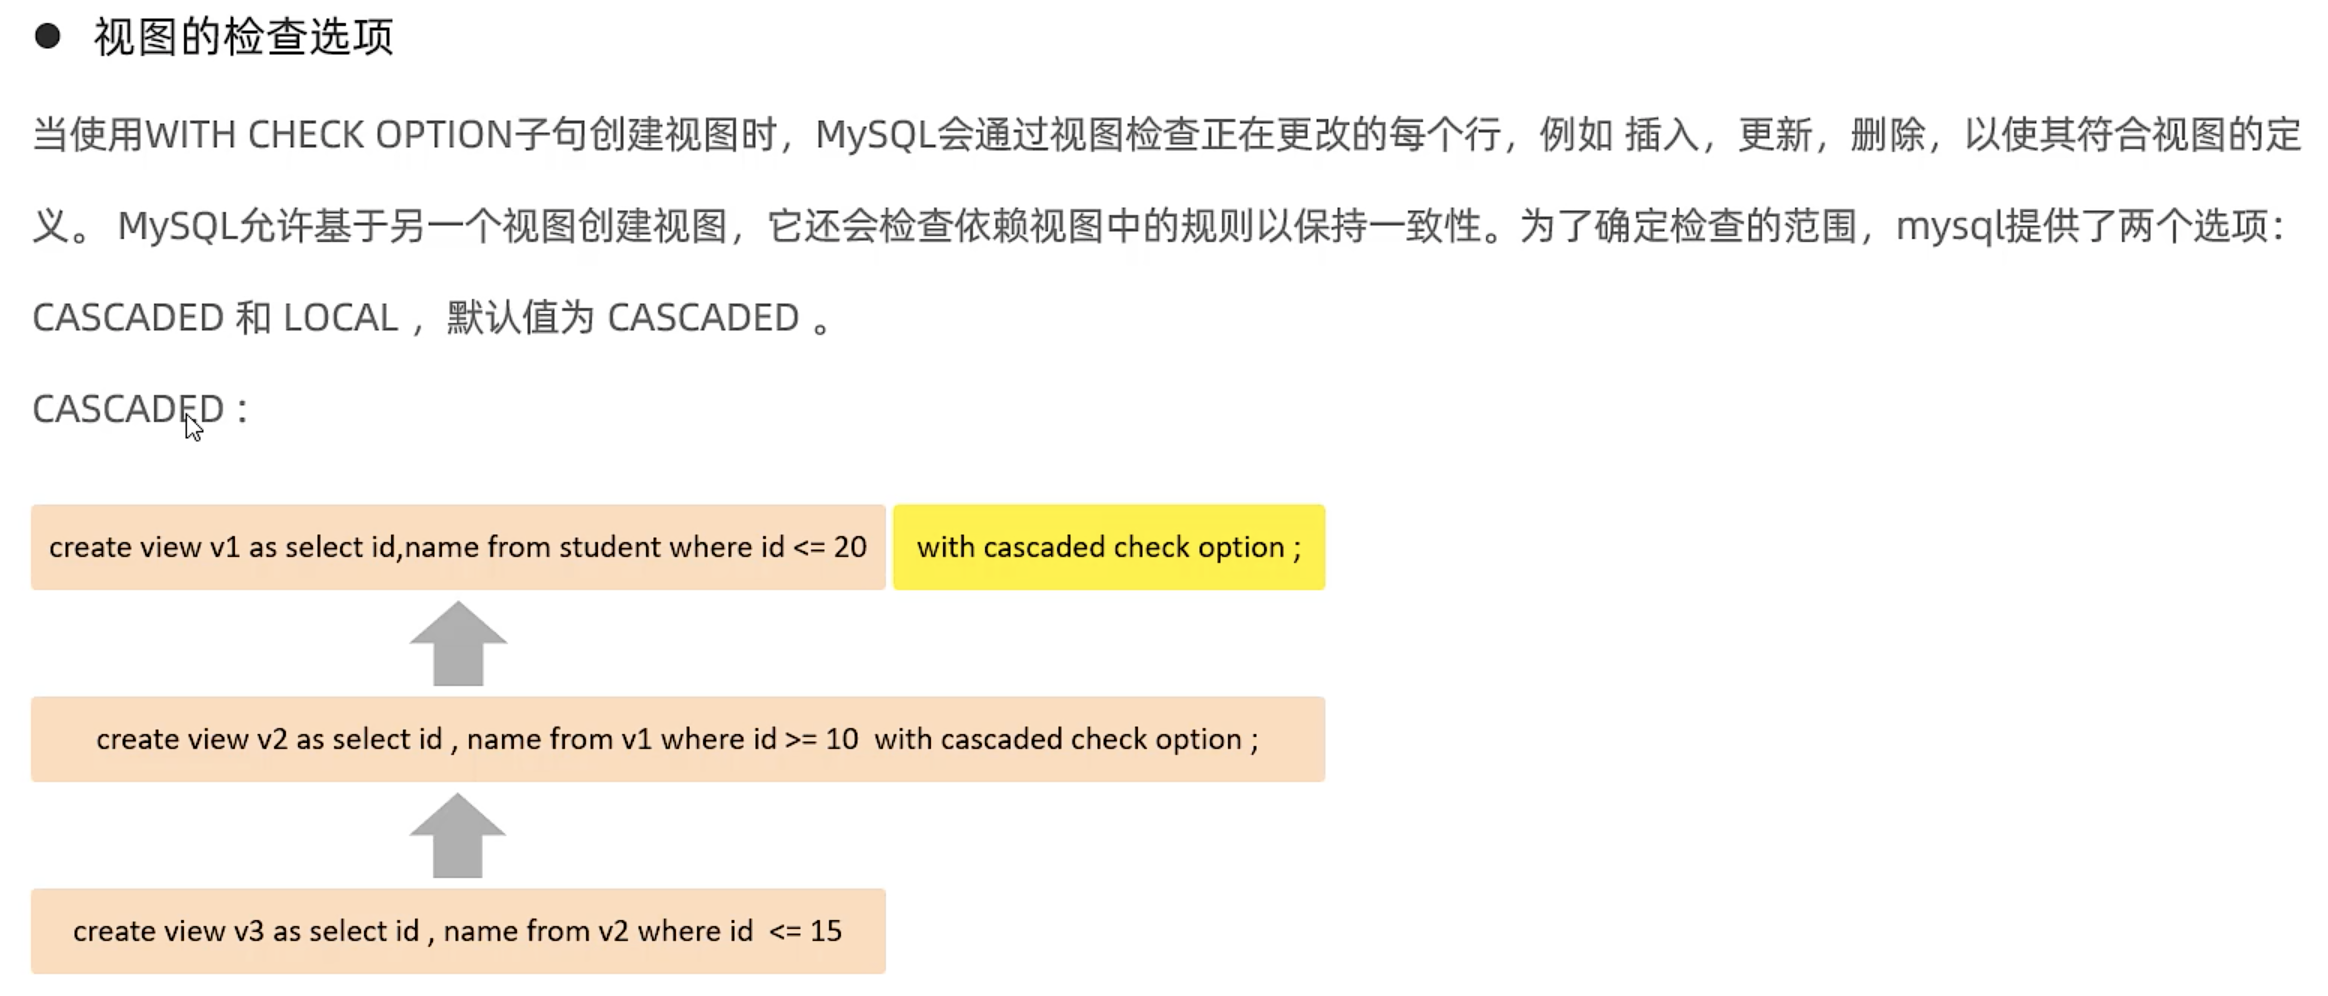 ● 视图的检查选项
当使用WITH CHECK OPTION子句创建视图时，MySQL会通过视图检查正在更改的每个行，例如 插入，更新，删除，以使其符合视图的定
义。 MySQL允许基于另一个视图创建视图，它还会检查依赖视图中的规则以保持一致性。为了确定检查的范围，mysql提供了两个选项：
CASCADED 和 LOCAL ，默认值为 CASCADED 。
CASCADED：
create view v1 as select id,name from student where id <= 20 with cascaded check option ;
create view v2 as select id , name from v1 where id >= 10  with cascaded check option ;
create view v3 as select id , name from v2 where id  <= 15